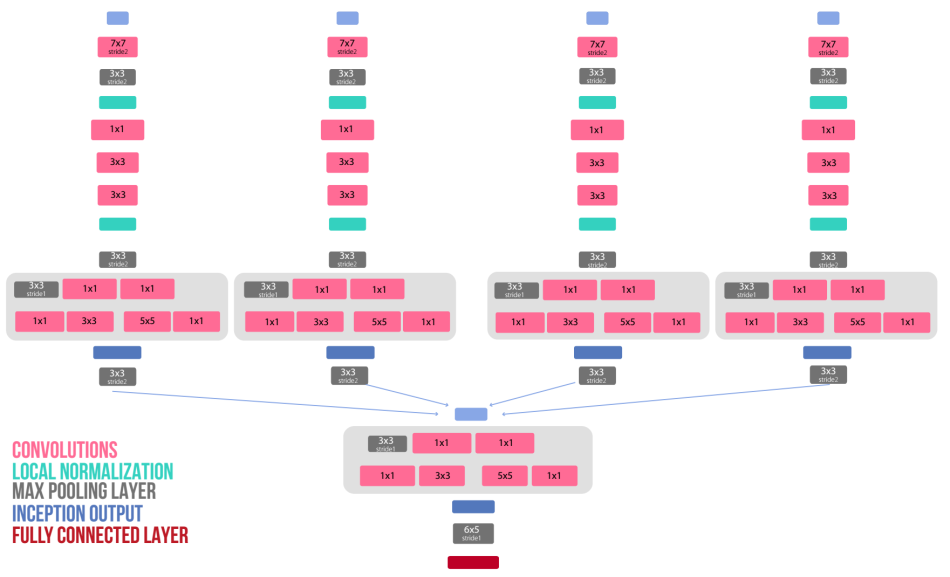 7x7 7x7 7x7 7x7
stride2 stride2 stride2 stride2
3x3 3x3 3x3 3x3
stride2 stride2 stride2 stride2
1x1 1x1 1x1 1x1
3x3 3x3 3x3 3x3
3x3 3x3 3x3 3x3
3x3 3x3 3x3 3x3
stride2 stride2 stride2 stride2
3x3 1x1 1x1 3x3 1x1 1x1 3x3 1x1 1x1 3x3 1x1 1x1
stride1 stride1 stride1 stride1
1x1 3x3 5x5 1x1 1x1 3x3 5x5 1x1 1x1 3x3 5x5 1x1 1x1 3x3 5x5 1x1
3x3 3x3 3x3 3x3
stride2 stride2 stride2 stride2
3x3 1x1 1x1
stride1
1x1 3x3 5x5 1x1
6x5
stride1
CONVOLUTIONS
LOCAL NORMALIZATION
MAX POOLING LAYER
INCEPTION OUTPUT
FULLY CONNECTED LAYER